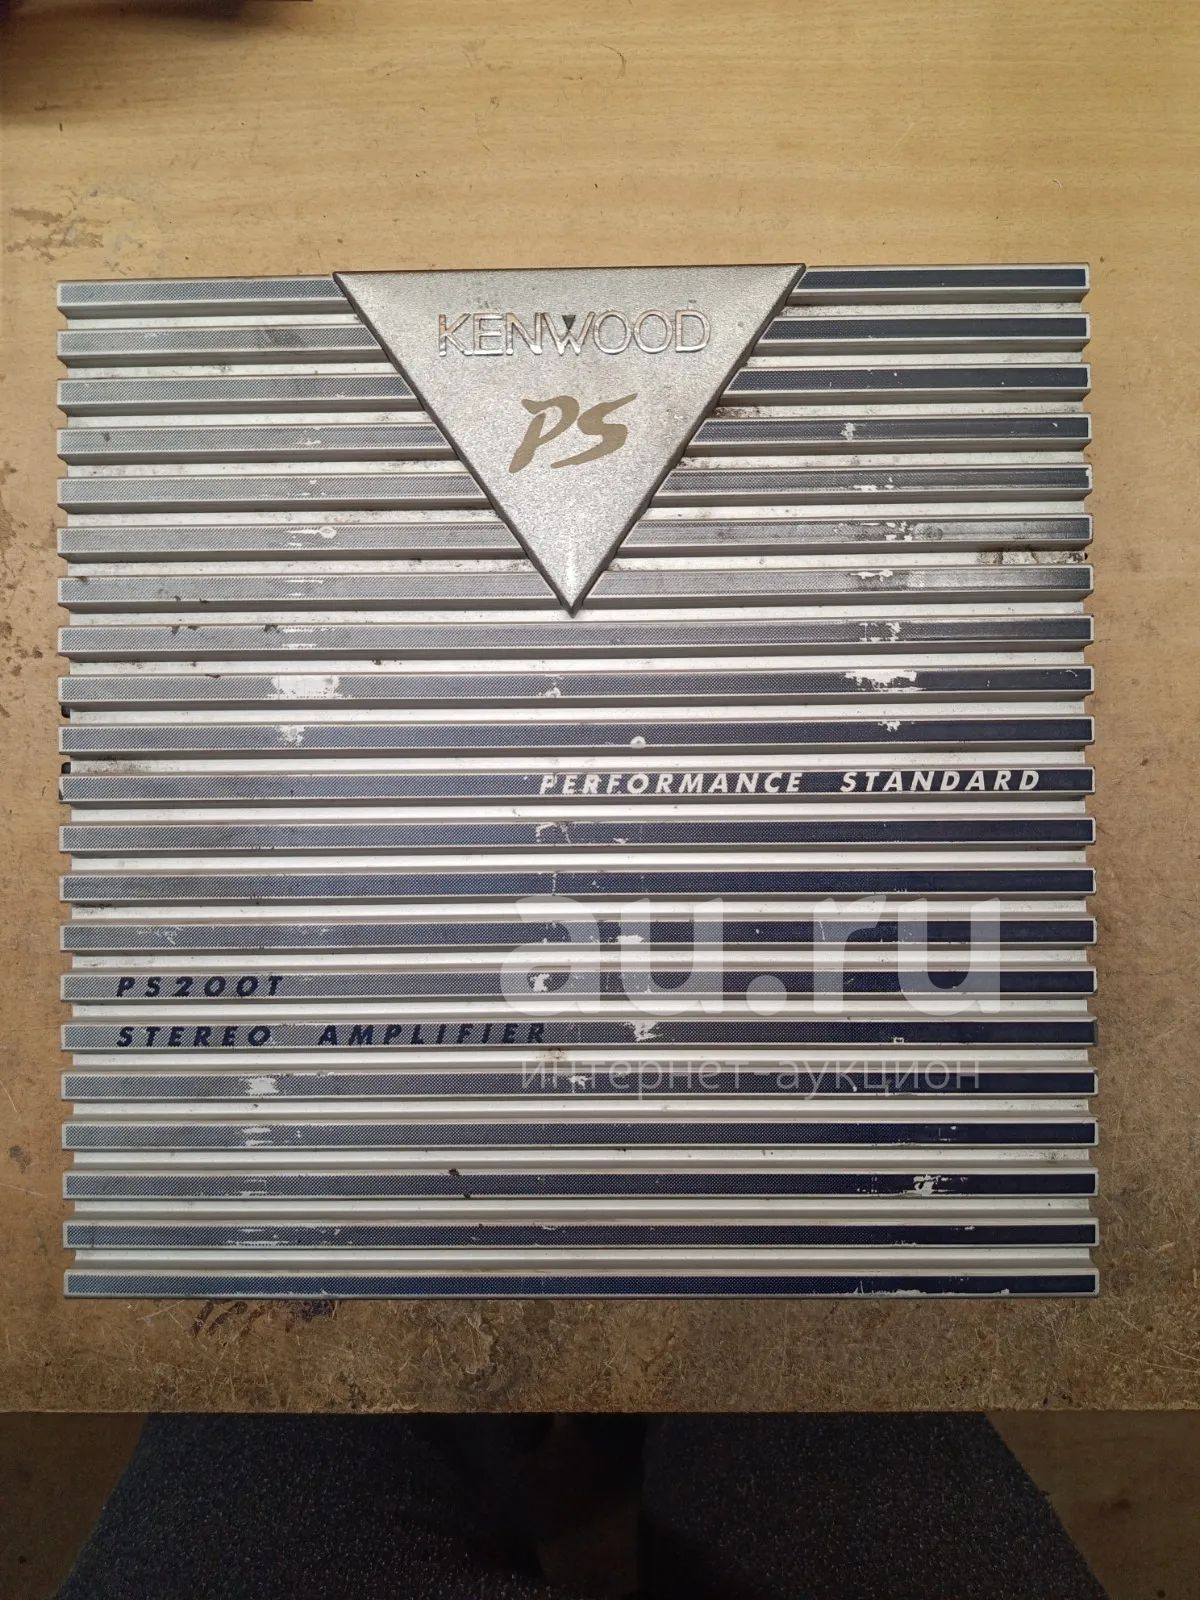 KENWOOD
PS
PERFORMANCE STANDARD
au.ru
PS200T
STEREO AMPLIFIER
интернет-аукцион